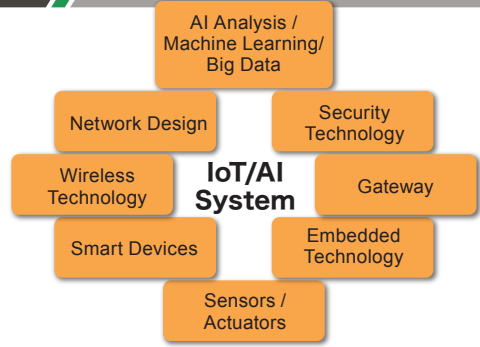 AI Analysis /
Machine Learning/
Big Data
Network Design
Security
Technology
Wireless
Technology
IoT/AI
System
Gateway
Smart Devices
Embedded
Technology
Sensors /
Actuators